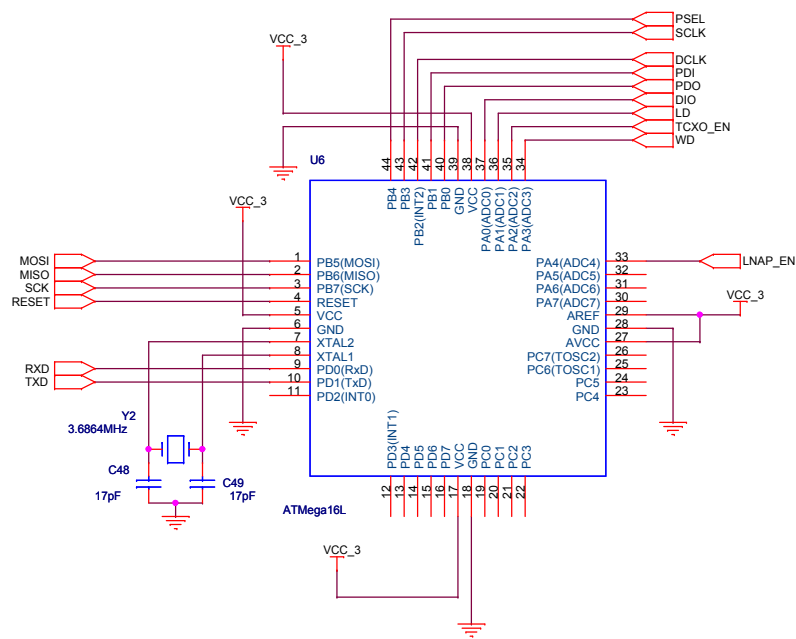 PSEL
SCLK
DCLK
PDI
PDO
DIO
LD
TCXO_EN
WD
VCC_3
44
43
42
41
40
39
38
37
36
35
34
U6
PB4
PB3
PB2(INT2)
PB1
PB0
GND
VCC
PA0(ADC0)
PA1(ADC1)
PA2(ADC2)
PA3(ADC3)
VCC_3
MOSI
MISO
SCK
RESET
RXD
TXD
1
2
3
4
5
6
7
8
9
10
11
PB5(MOSI)
PB6(MISO)
PB7(SCK)
RESET
VCC
GND
XTAL2
XTAL1
PD0(RxD)
PD1(TxD)
PD2(INT0)
PA4(ADC4)
PA5(ADC5)
PA6(ADC6)
PA7(ADC7)
AREF
GND
AVCC
PC7(TOSC2)
PC6(TOSC1)
PC5
PC4
33
32
31
30
29
28
27
26
25
24
23
LNAP_EN
VCC_3
Y2
3.6864MHz
C48
17pF
C49
17pF
PD3(INT1)
PD4
PD5
PD6
PD7
VCC
GND
PC0
PC1
PC2
PC3
12
13
14
15
16
17
18
19
20
21
22
ATMega16L
VCC_3